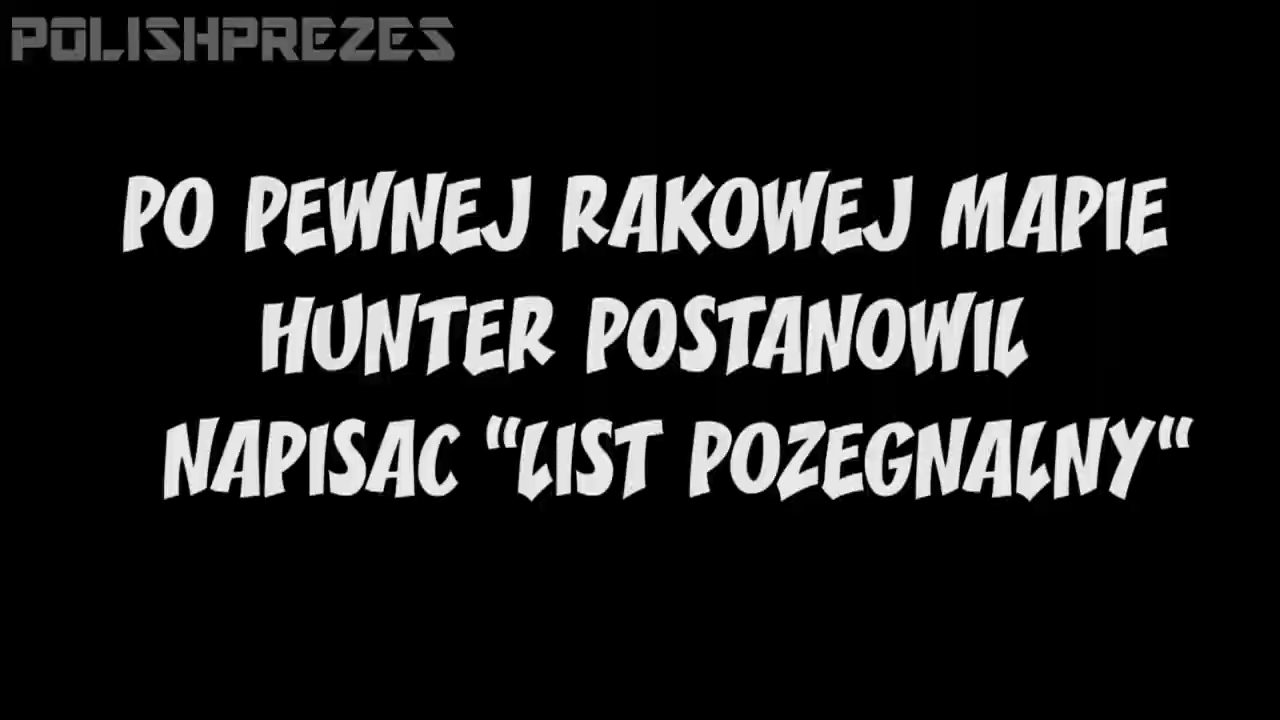 POLISHPREZES
PO PEWNEJ RAKOWEJ MAPIE
HUNTER POSTANOWIL
NAPISAC "LIST POZEGNALNY"